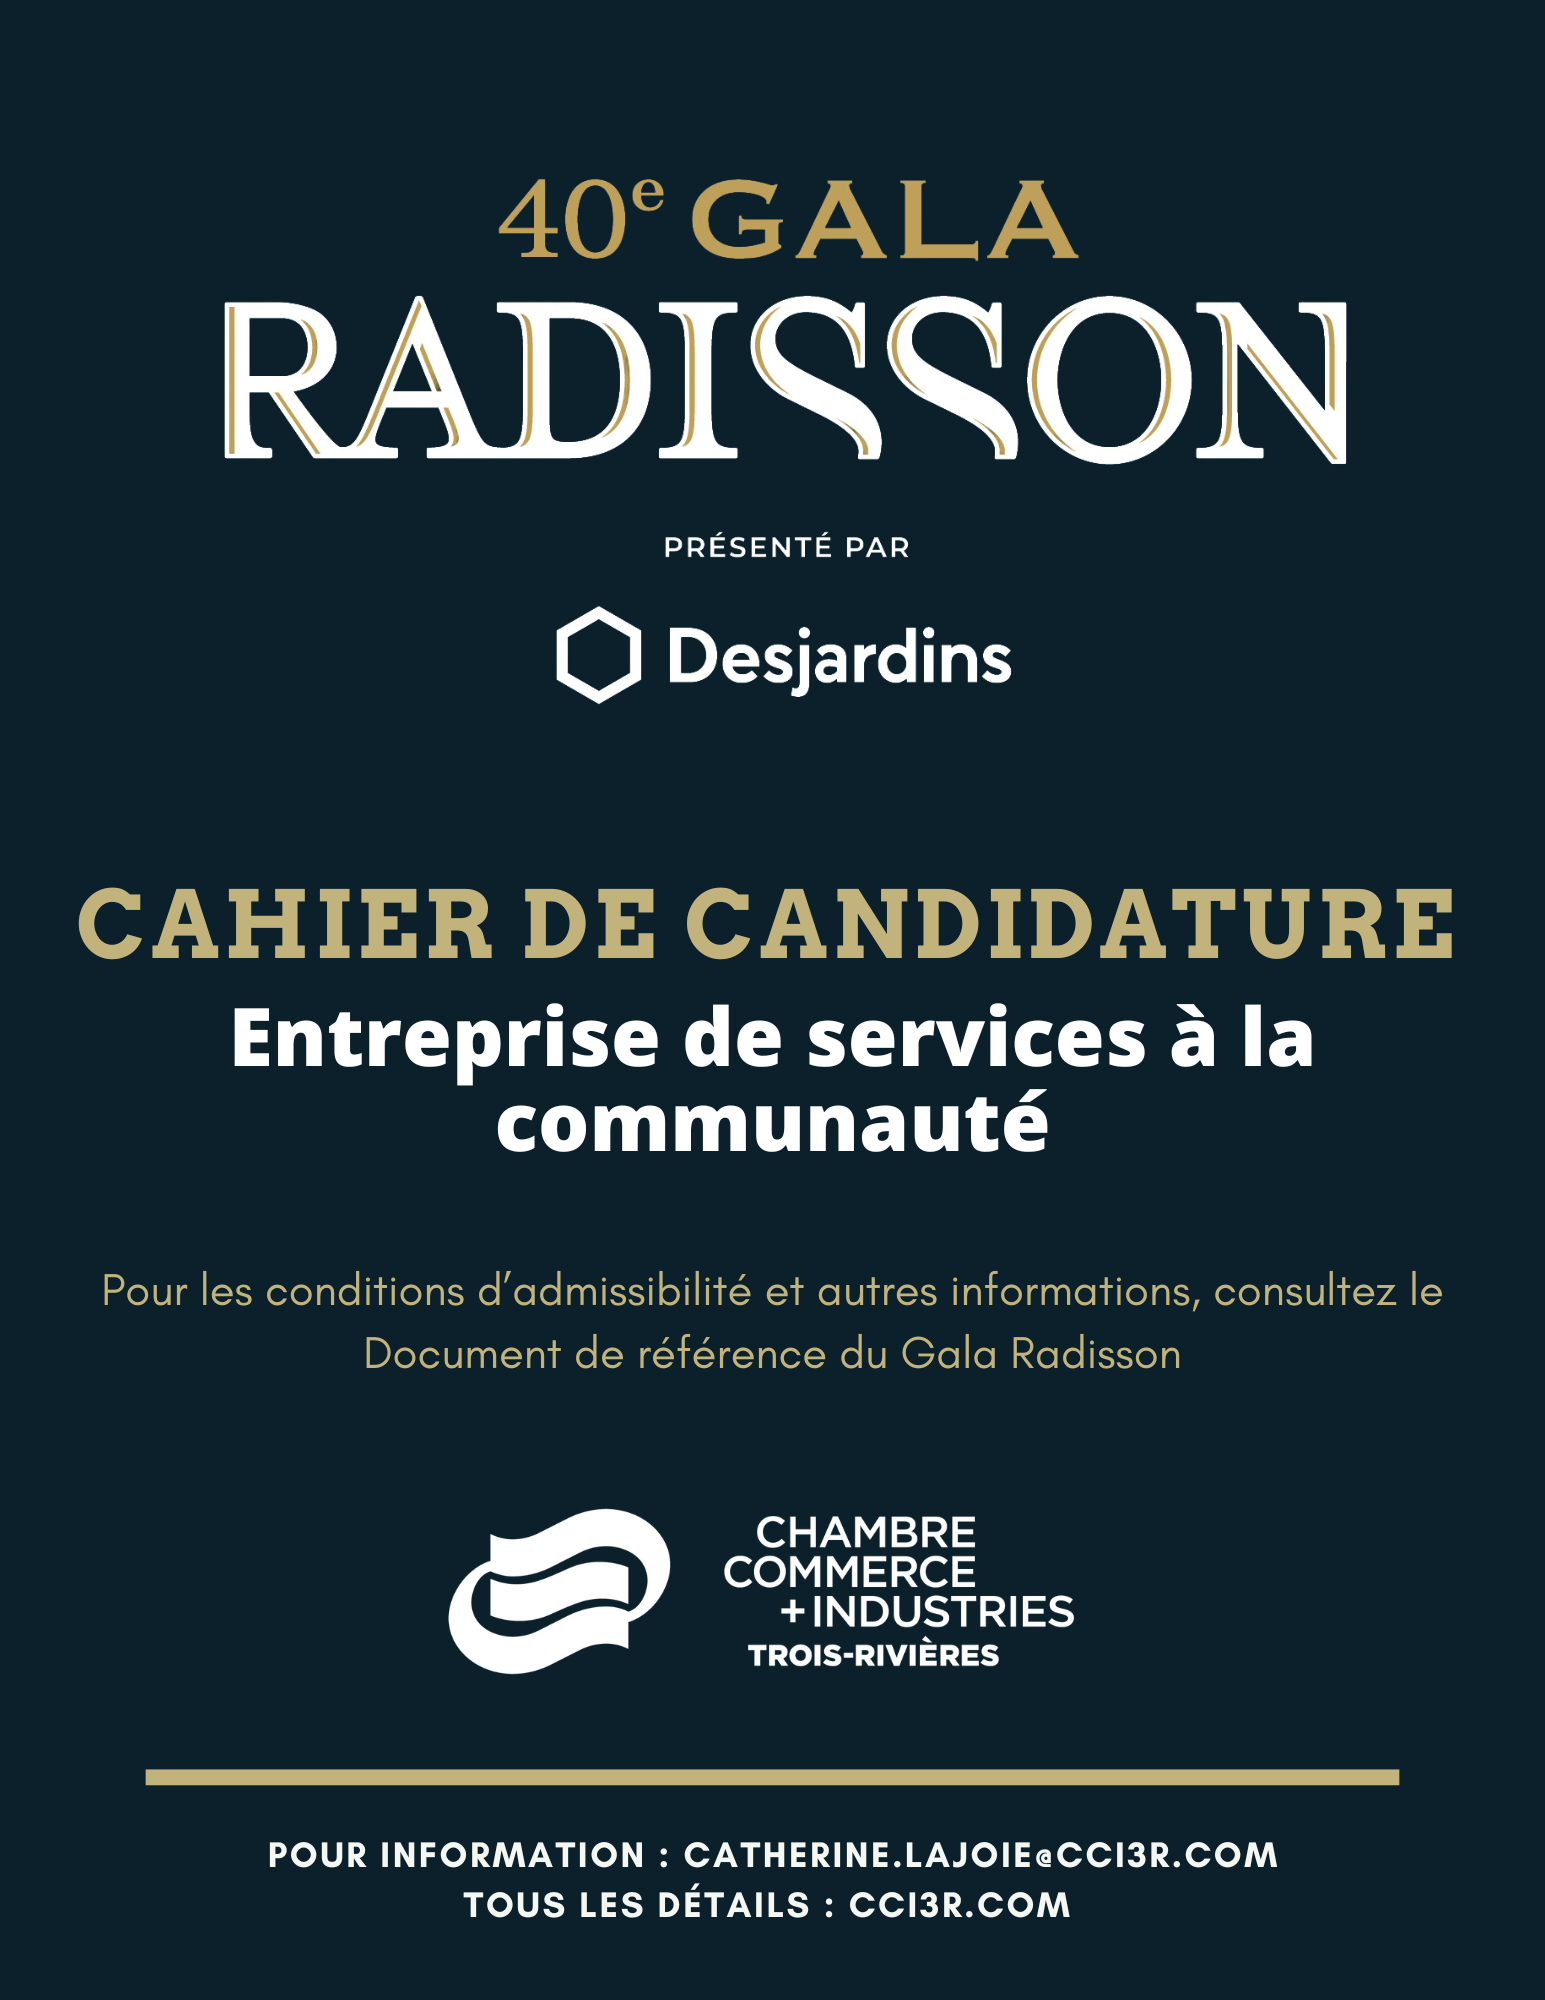 40e GALA
RADISSON
PRÉSENTÉ PAR
Desjardins
CAHIER DE CANDIDATURE
Entreprise de services à la
communauté
Pour les conditions d’admissibilité et autres informations, consultez le
Document de référence du Gala Radisson
CHAMBRE
COMMERCE
+INDUSTRIES
TROIS-RIVIÈRES
POUR INFORMATION : CATHERINE.LAJOIE@CCI3R.COM
TOUS LES DÉTAILS : CCI3R.COM